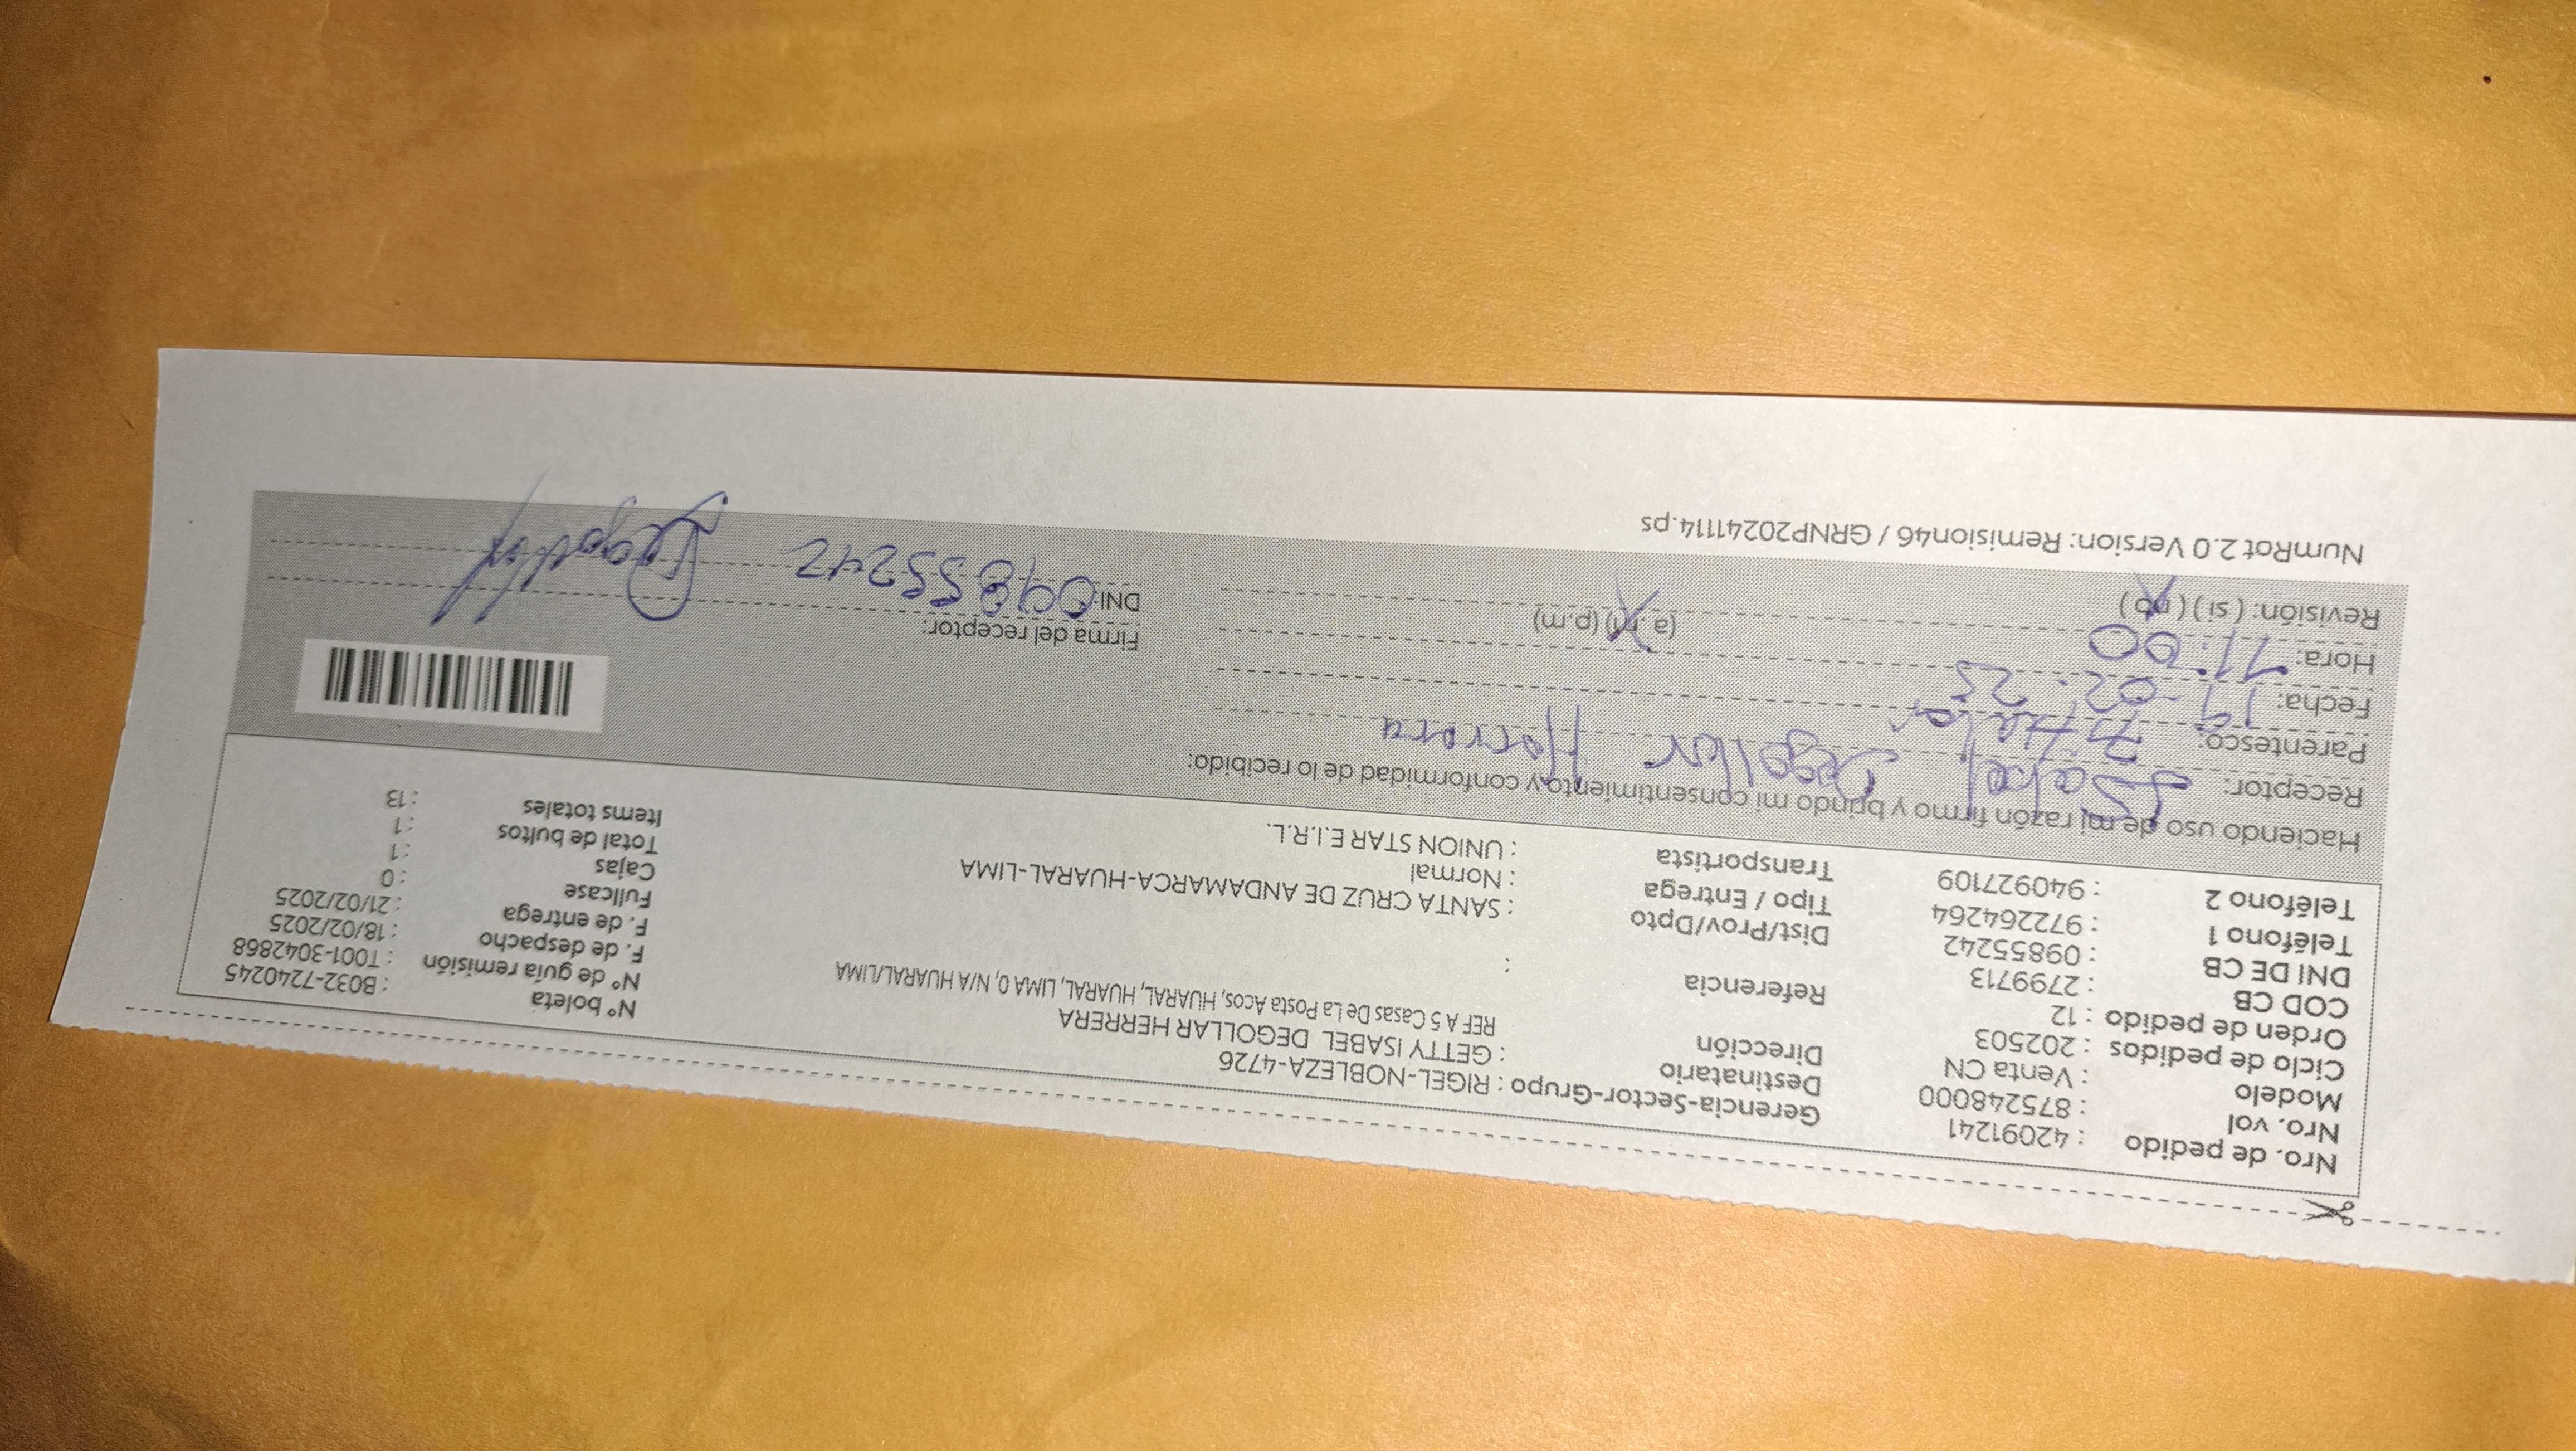 Nro. de pedido : 42091241
Nro. vol : 875248000
Modelo : Venta CN
Ciclo de pedidos : 202503
Orden de pedido : 12
COD CB : 2799713
DNI DE CB : 09855242
Teléfono 1 : 972264264
Teléfono 2 : 940927109
Gerencia-Sector-Grupo : RIGEL-NOBLEZA-4726
Destinatario : GETTY ISABEL DEGOLLAR HERRERA
Dirección REF A 5 Casas De La Posta Acos, HUARAL, HUARAL, LIMA 0, N/A HUARAL/LIMA
Referencia :
Dist/Prov/Dpto : SANTA CRUZ DE ANDAMARCA-HUARAL-LIMA
Tipo / Entrega : Normal
Transportista : UNION STAR E.I.R.L.
N° boleta : B032-7240245
N° de guía remisión : T001-3042868
F. de despacho : 18/02/2025
F. de entrega : 21/02/2025
Fullcase : 0
Cajas : 1
Total de bultos : 1
Items totales : 13
Haciendo uso de mi razón firmo y brindo mi consentimiento y conformidad de lo recibido:
Receptor: Isabel Degollar Herrera
Parentesco: Titular
Fecha: 19-02-25
Hora: 11:00 (a.m) (p.m)
Revisión: (si) (no)
Firma del receptor:
DNI: 09855242 Degollar
NumRot 2.0 Version: Remision46 / GRNP20241114.ps